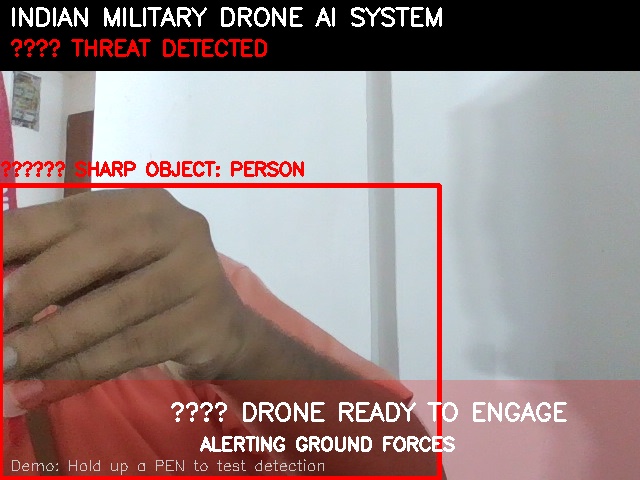 INDIAN MILITARY DRONE AI SYSTEM
???? THREAT DETECTED
?????? SHARP OBJECT: PERSON
???? DRONE READY TO ENGAGE
ALERTING GROUND FORCES
Demo: Hold up a PEN to test detection